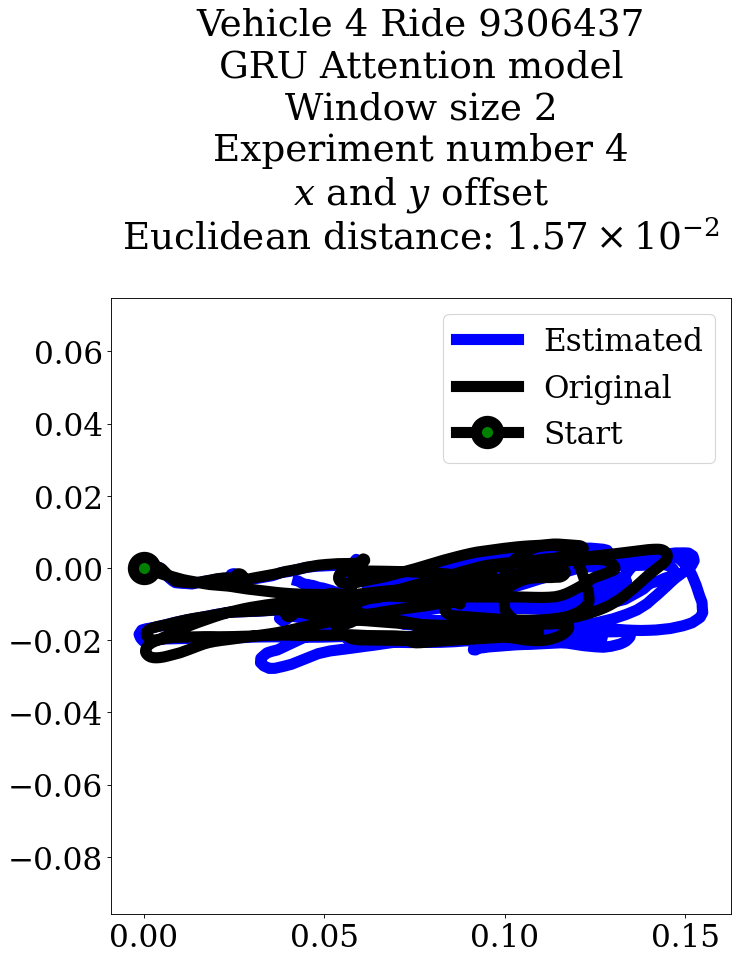 Vehicle 4 Ride 9306437
GRU Attention model
Window size 2
Experiment number 4
x and y offset
Euclidean distance: 1.57 × 10⁻²
Estimated
Original
Start
0.06
0.04
0.02
0.00
−0.02
−0.04
−0.06
−0.08
0.00 0.05 0.10 0.15